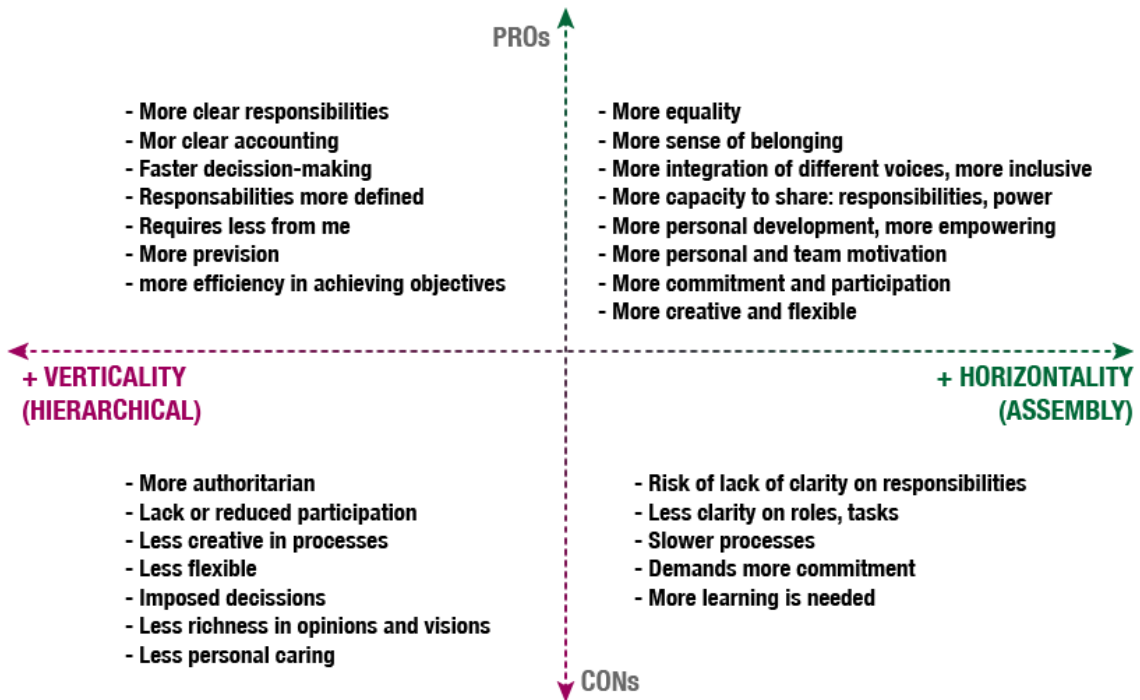 PROs
- More clear responsibilities
- Mor clear accounting
- Faster decission-making
- Responsabilities more defined
- Requires less from me
- More prevision
- more efficiency in achieving objectives
- More equality
- More sense of belonging
- More integration of different voices, more inclusive
- More capacity to share: responsibilities, power
- More personal development, more empowering
- More personal and team motivation
- More commitment and participation
- More creative and flexible
+ VERTICALITY
(HIERARCHICAL)
+ HORIZONTALITY
(ASSEMBLY)
- More authoritarian
- Lack or reduced participation
- Less creative in processes
- Less flexible
- Imposed decissions
- Less richness in opinions and visions
- Less personal caring
- Risk of lack of clarity on responsibilities
- Less clarity on roles, tasks
- Slower processes
- Demands more commitment
- More learning is needed
CONs